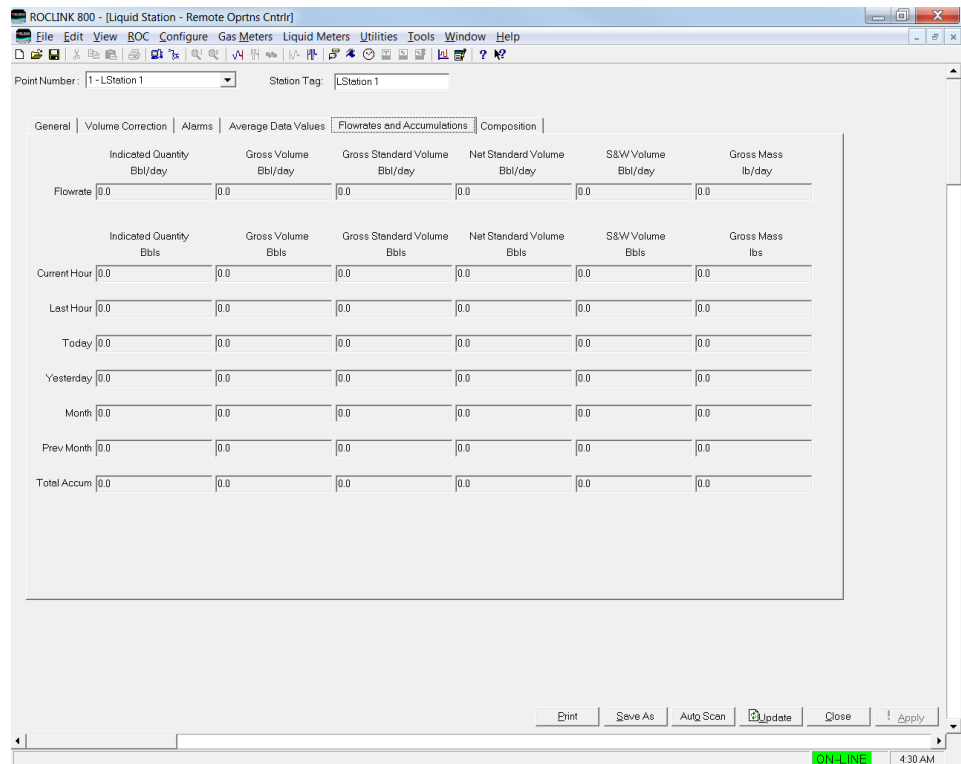 ROCLINK 800 - [Liquid Station - Remote Oprtns Cntrlr]
File Edit View ROC Configure Gas Meters Liquid Meters Utilities Tools Window Help
Point Number : 1 - LStation 1 Station Tag: LStation 1
General Volume Correction Alarms Average Data Values Flowrates and Accumulations Composition
Indicated Quantity Gross Volume Gross Standard Volume Net Standard Volume S&W Volume Gross Mass
Bbl/day Bbl/day Bbl/day Bbl/day Bbl/day lb/day
Flowrate 0.0 0.0 0.0 0.0 0.0 0.0
Indicated Quantity Gross Volume Gross Standard Volume Net Standard Volume S&W Volume Gross Mass
Bbls Bbls Bbls Bbls Bbls lbs
Current Hour 0.0 0.0 0.0 0.0 0.0 0.0
Last Hour 0.0 0.0 0.0 0.0 0.0 0.0
Today 0.0 0.0 0.0 0.0 0.0 0.0
Yesterday 0.0 0.0 0.0 0.0 0.0 0.0
Month 0.0 0.0 0.0 0.0 0.0 0.0
Prev Month 0.0 0.0 0.0 0.0 0.0 0.0
Total Accum 0.0 0.0 0.0 0.0 0.0 0.0
Print Save As Auto Scan Update Close ! Apply
ON-LINE 4:30 AM